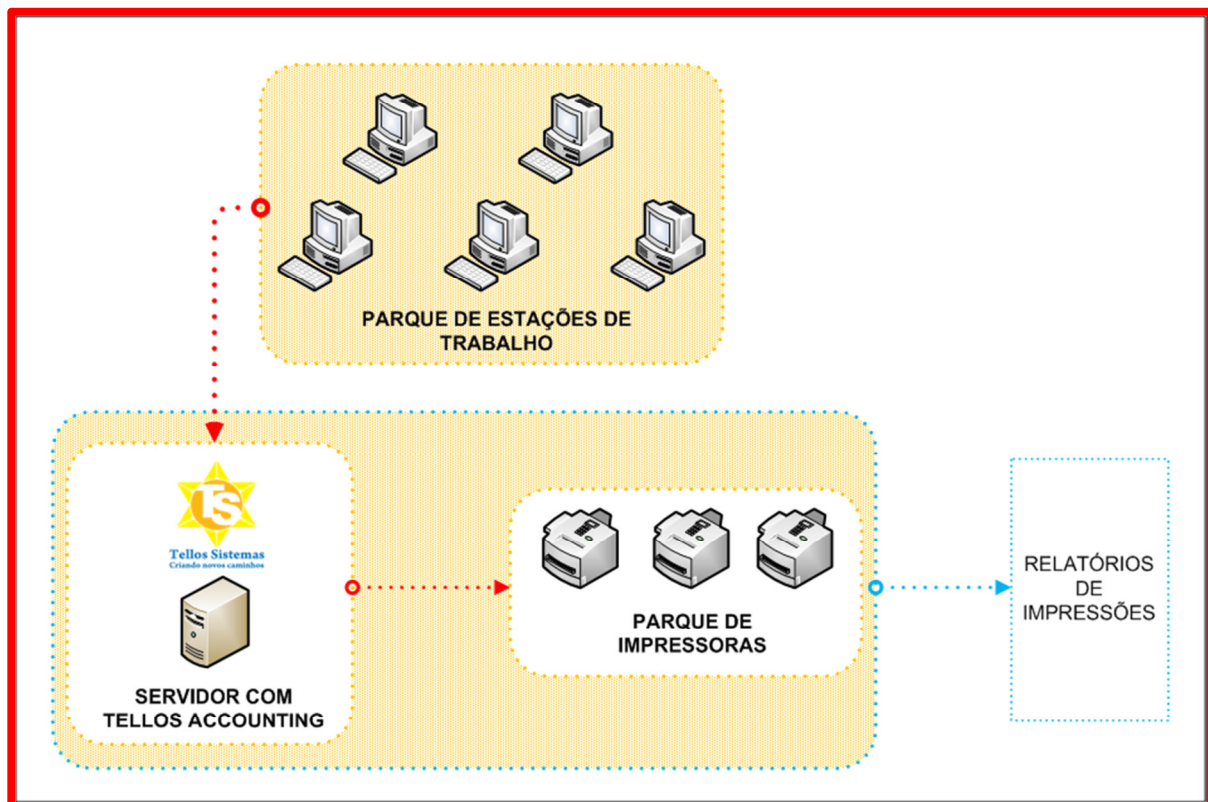 PARQUE DE ESTAÇÕES DE
TRABALHO
TS
Tellos Sistemas
Criando novos caminhos
SERVIDOR COM
TELLOS ACCOUNTING
PARQUE DE
IMPRESSORAS
RELATÓRIOS
DE
IMPRESSÕES